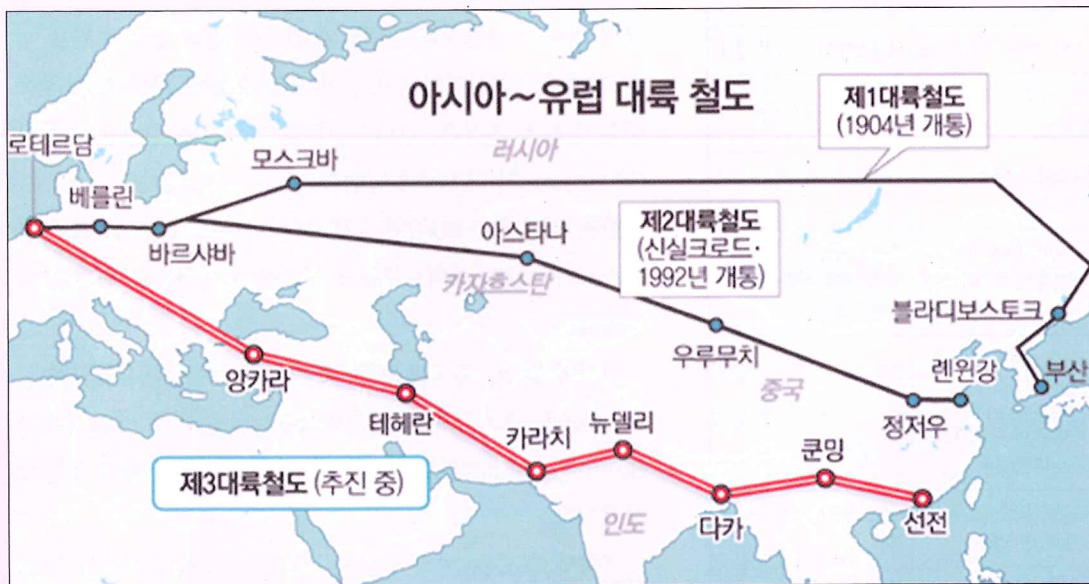 아시아~유럽 대륙 철도
제1대륙철도
(1904년 개통)
러시아
로테르담
모스크바
베를린
바르샤바
아스타나
카자흐스탄
제2대륙철도
(신실크로드·
1992년 개통)
블라디보스토크
우루무치
중국
롄윈강
부산
정저우
앙카라
테헤란
카라치
뉴델리
쿤밍
제3대륙철도 (추진 중)
인도
다카
선전